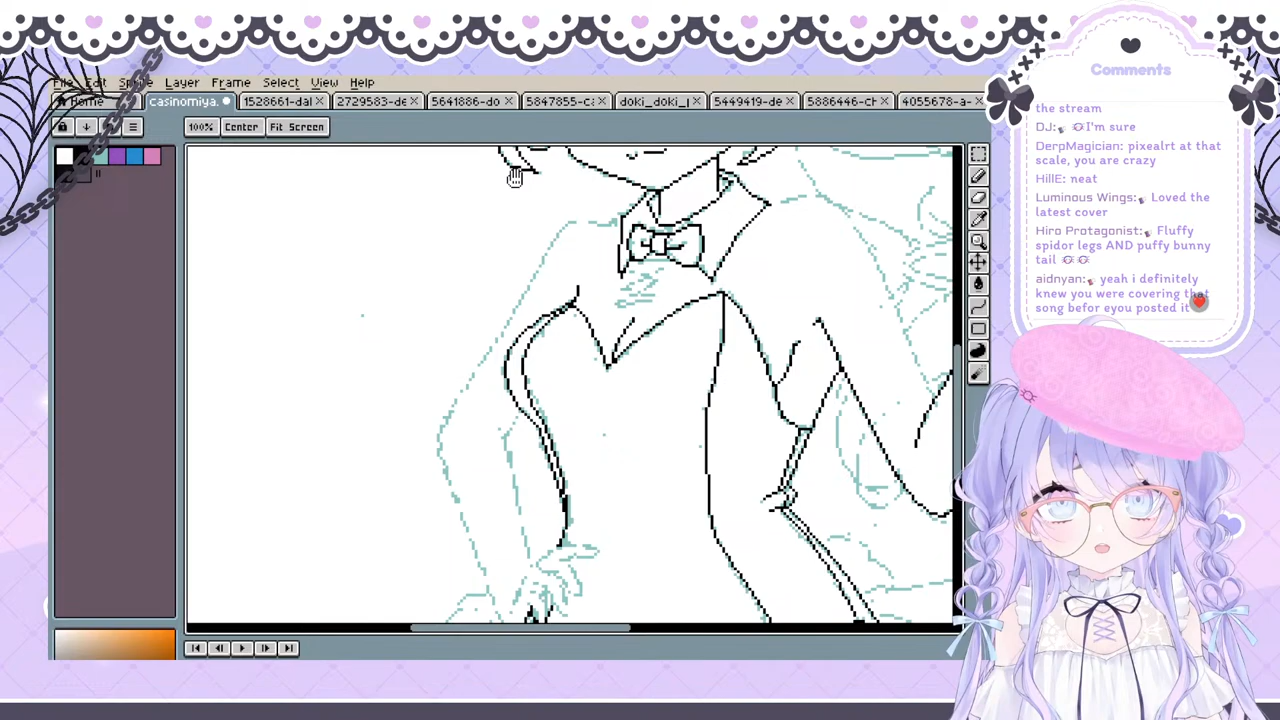 File Edit Sprite Layer Frame Select View Help
Home casinomiya. 1528661-dal 2729583-de 5641886-do 5847855-ca doki_doki_ 5449419-de 5886446-ch 4055678-a-
100% Center Fit Screen
Comments
the stream
DJ: I'm sure
DerpMagician: pixealrt at that
scale, you are crazy
HillE: neat
Luminous Wings: Loved the
latest cover
Hiro Protagonist: Fluffy
spidor legs AND puffy bunny
tail
aidnyan: yeah i definitely
knew you were covering that
song befor eyou posted it